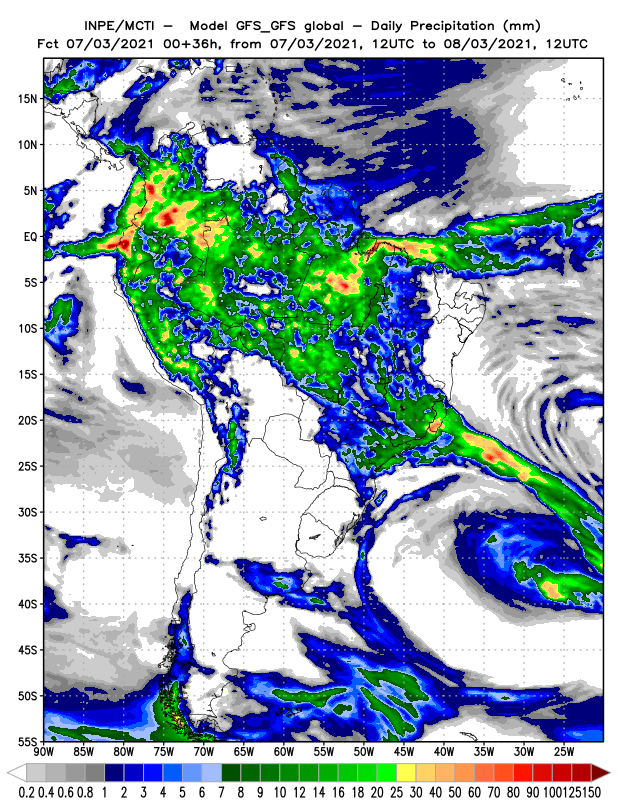 INPE/MCTI – Model GFS_GFS global – Daily Precipitation (mm)
Fct 07/03/2021 00+36h, from 07/03/2021, 12UTC to 08/03/2021, 12UTC
15N
10N
5N
EQ
5S
10S
15S
20S
25S
30S
35S
40S
45S
50S
55S
90W 85W 80W 75W 70W 65W 60W 55W 50W 45W 40W 35W 30W 25W
0.2 0.4 0.6 0.8 1 2 3 4 5 6 7 8 9 10 12 14 16 18 20 25 30 40 50 60 70 80 90 100 125 150